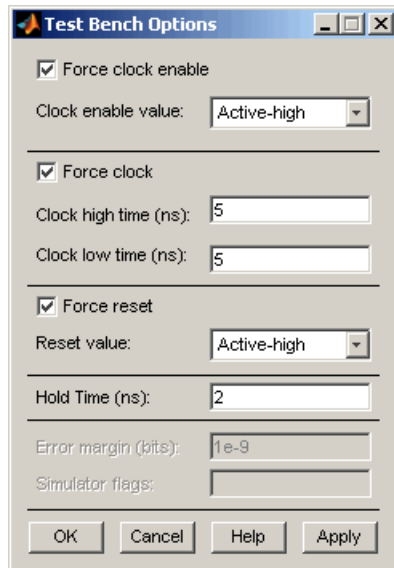 Test Bench Options
Force clock enable
Clock enable value: Active-high
Force clock
Clock high time (ns): 5
Clock low time (ns): 5
Force reset
Reset value: Active-high
Hold Time (ns): 2
Error margin (bits): 1e-9
Simulator flags:
OK Cancel Help Apply